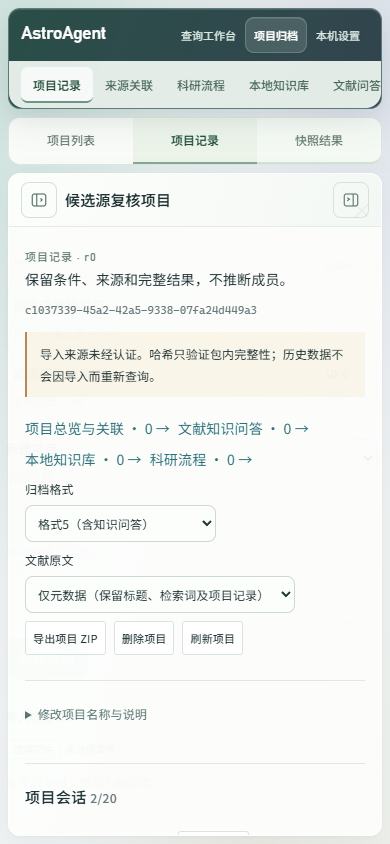 AstroAgent
查询工作台 项目归档 本机设置
项目记录 来源关联 科研流程 本地知识库 文献问答
项目列表 项目记录 快照结果
候选源复核项目
项目记录 · r0
保留条件、来源和完整结果，不推断成员。
c1037339-45a2-42a5-9338-07fa24d449a3
导入来源未经认证。哈希只验证包内完整性；历史数据不
会因导入而重新查询。
项目总览与关联 · 0 → 文献知识问答 · 0 →
本地知识库 · 0 → 科研流程 · 0 →
归档格式
格式5（含知识问答）
文献原文
仅元数据（保留标题、检索词及项目记录）
导出项目 ZIP 删除项目 刷新项目
▶ 修改项目名称与说明
项目会话 2/20